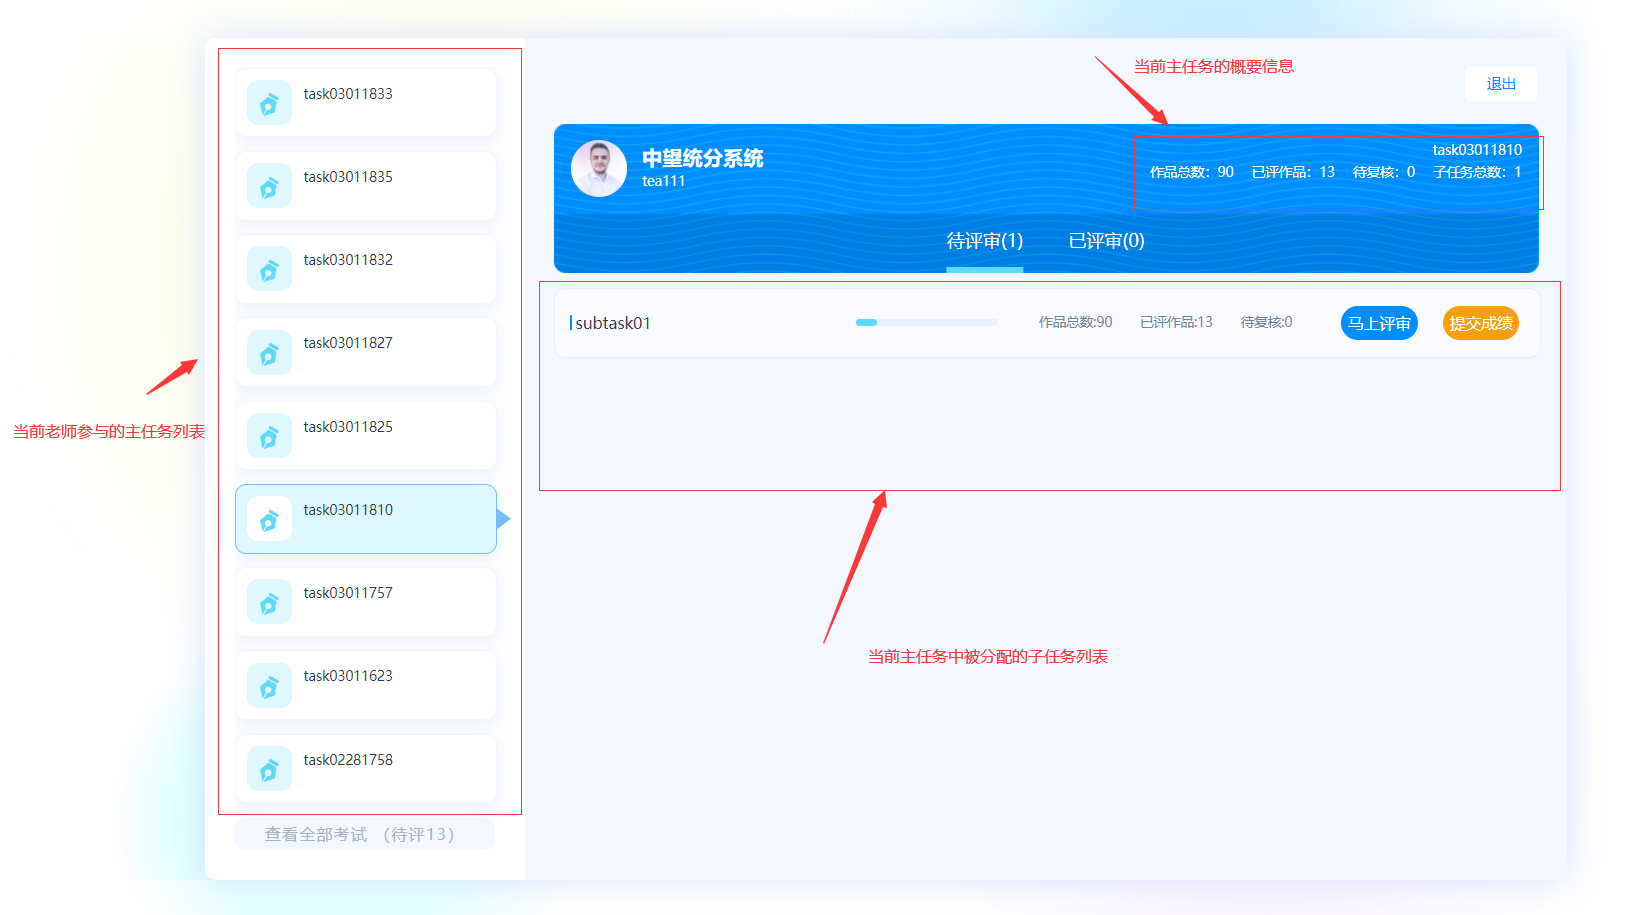 当前主任务的概要信息
退出
task03011833
task03011835
task03011832
task03011827
task03011825
task03011810
task03011757
task03011623
task02281758
查看全部考试 （待评13）
当前老师参与的主任务列表
中望统分系统
tea111
task03011810
作品总数：90 已评作品：13 待复核：0 子任务总数：1
待评审(1) 已评审(0)
subtask01 作品总数:90 已评作品:13 待复核:0 马上评审 提交成绩
当前主任务中被分配的子任务列表